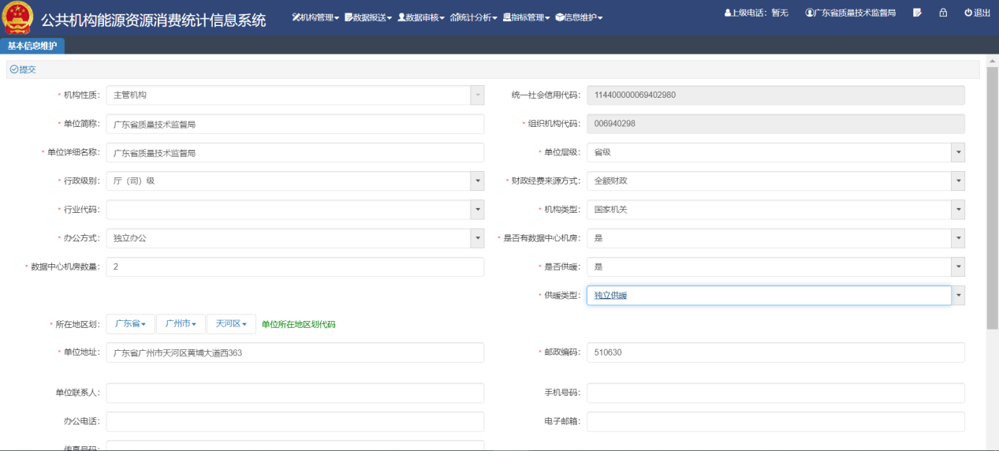 公共机构能源资源消费统计信息系统 机构管理 数据报送 数据审核 统计分析 指标管理 信息维护 上级电话：暂无 广东省质量技术监督局 退出
基本信息维护
提交
* 机构性质： 主管机构 统一社会信用代码： 114400000069402980
* 单位简称： 广东省质量技术监督局 * 组织机构代码： 006940298
* 单位详细名称： 广东省质量技术监督局 * 单位层级： 省级
* 行政级别： 厅（司）级 * 财政经费来源方式： 全额财政
* 行业代码： * 机构类型： 国家机关
* 办公方式： 独立办公 * 是否有数据中心机房： 是
* 数据中心机房数量： 2 * 是否供暖： 是
* 供暖类型： 独立供暖
* 所在地区划： 广东省 广州市 天河区 单位所在地区划代码
* 单位地址： 广东省广州市天河区黄埔大道西363 * 邮政编码： 510630
单位联系人： 手机号码：
办公电话： 电子邮箱：
传真号码：